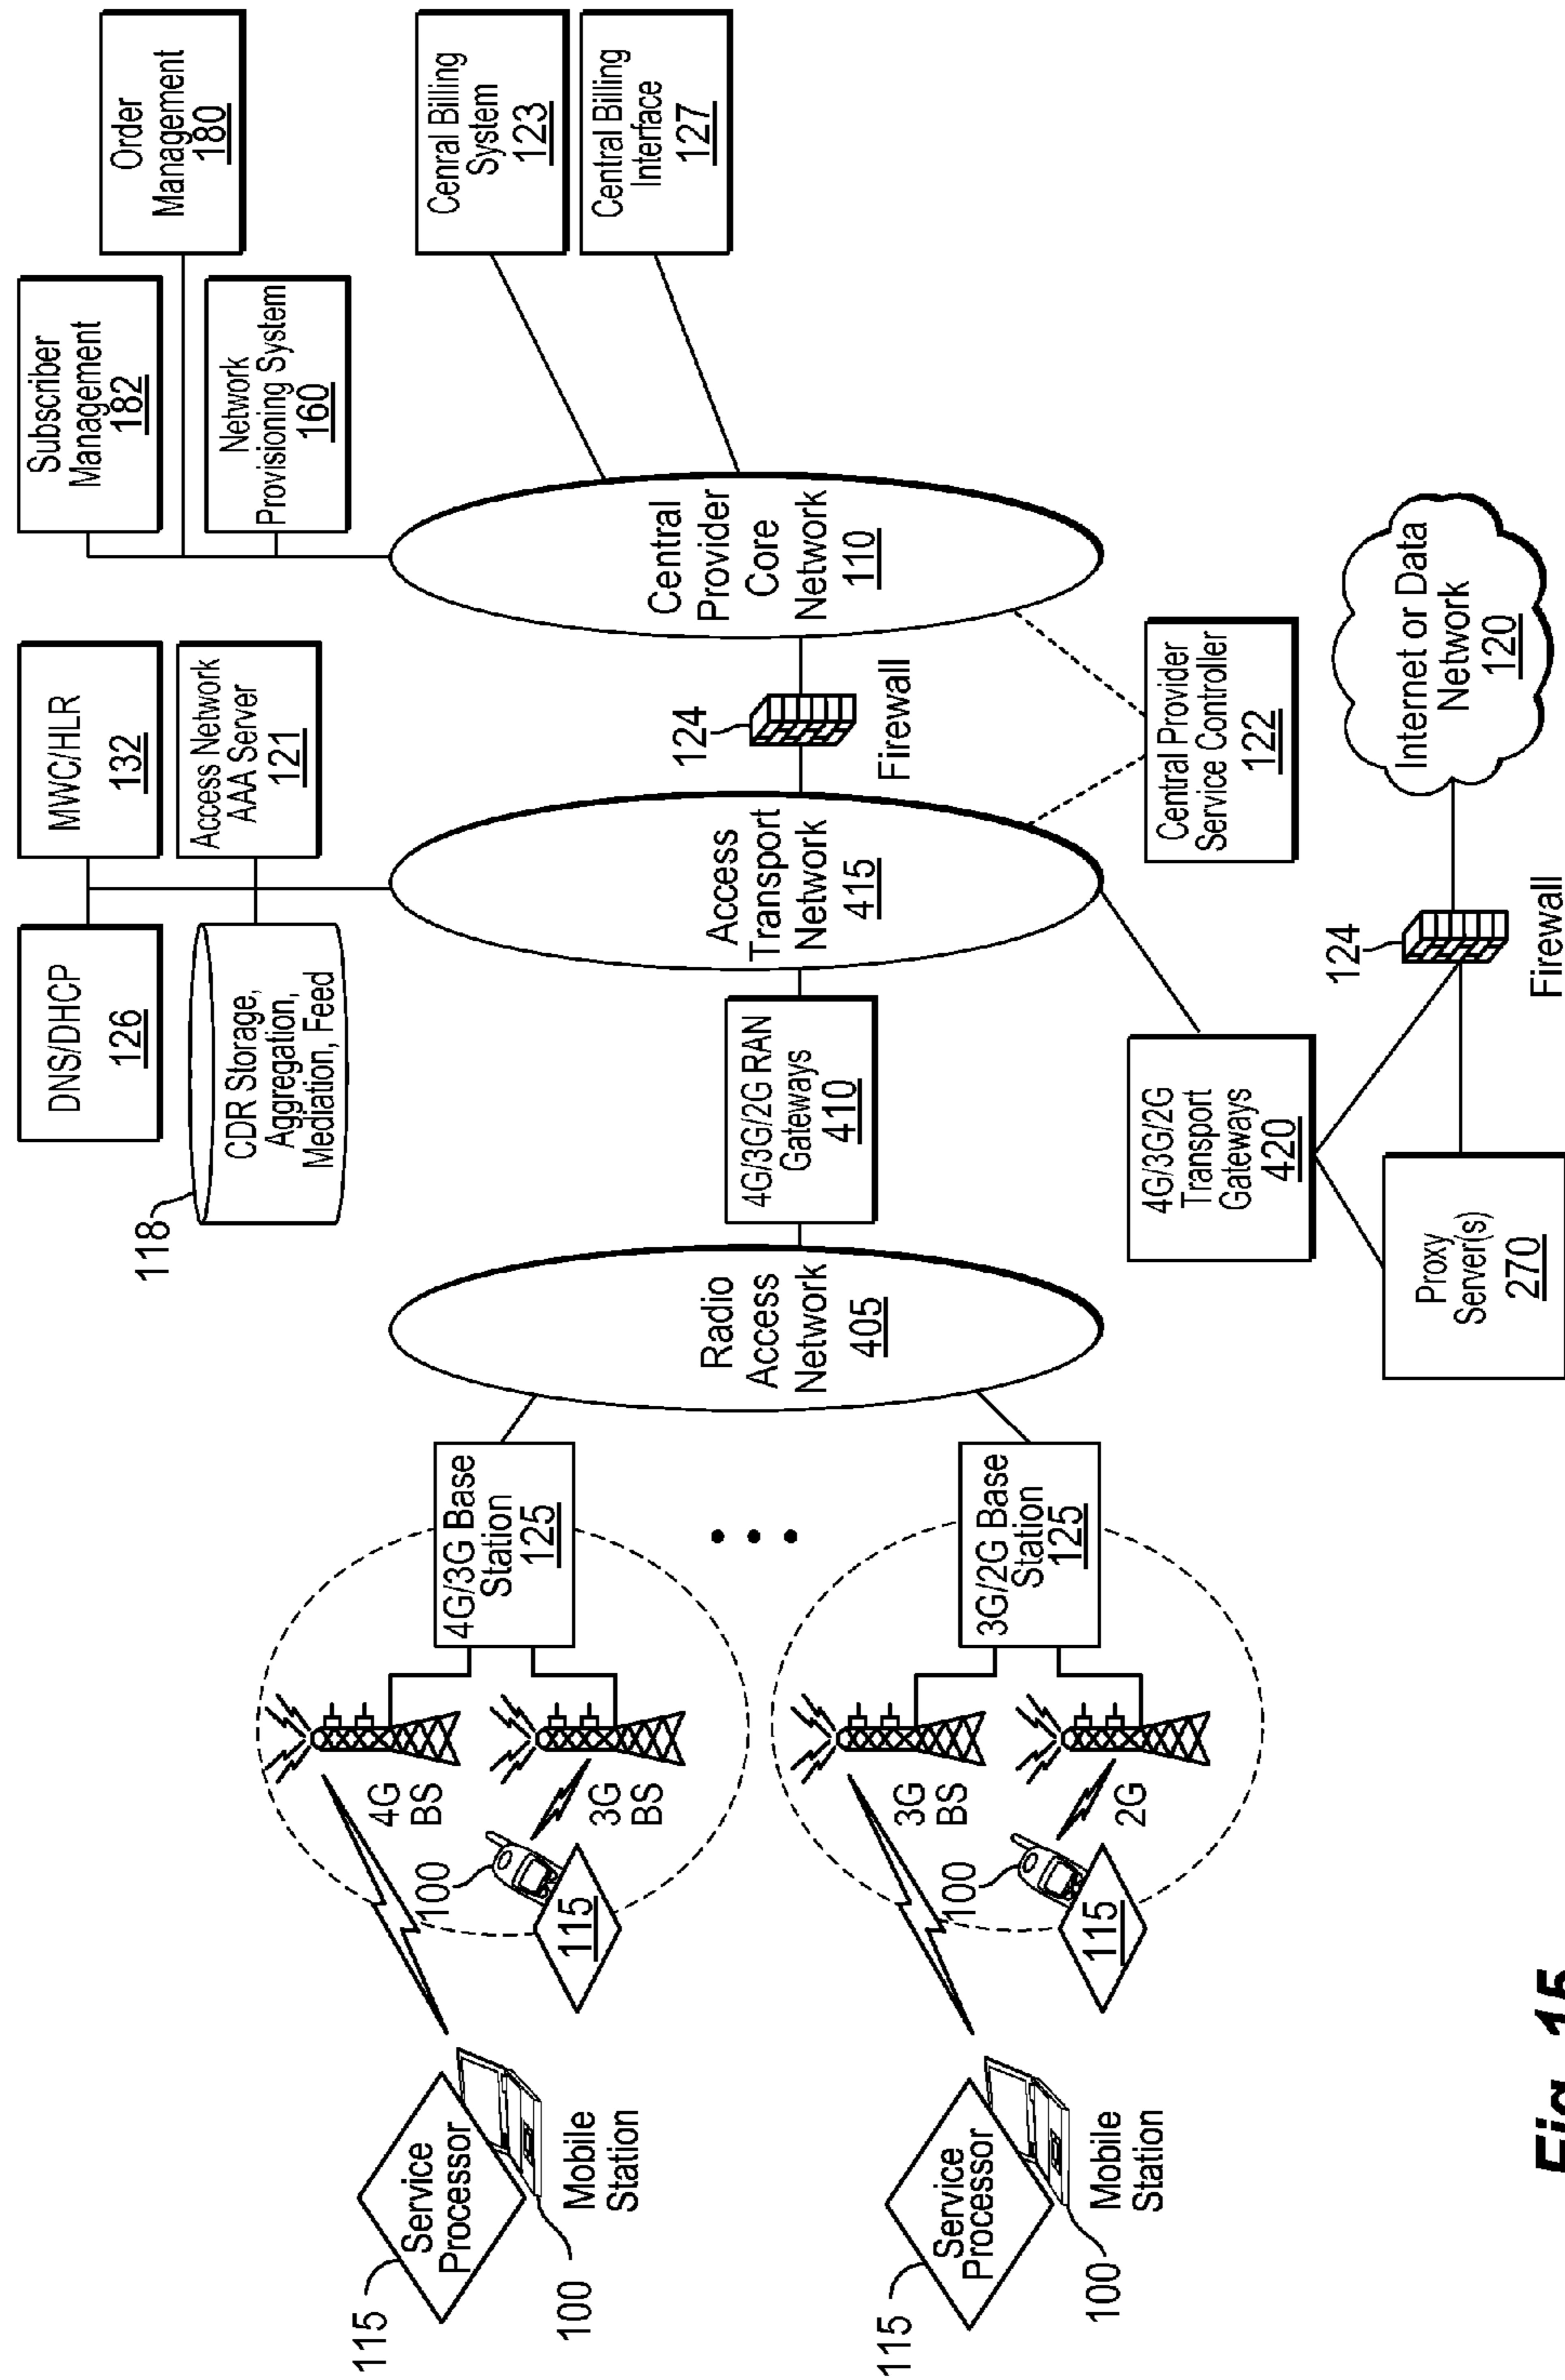 DNS/DHCP
126
MWC/HLR
132
Subscriber
Management
182
Order
Management
180
118
CDR Storage,
Aggregation,
Mediation, Feed
Access Network
AAA Server
121
Network
Provisioning System
160
Cenral Billing
System
123
Central Billing
Interface
127
115
Service
Processor
100
Mobile
Station
4G
BS
100
115
3G
BS
4G/3G Base
Station
125
Radio
Access
Network
405
4G/3G/2G RAN
Gateways
410
Access
Transport
Network
415
124
Firewall
Central
Provider
Core
Network
110
115
Service
Processor
100
Mobile
Station
3G
BS
100
115
2G
3G/2G Base
Station
125
4G/3G/2G
Transport
Gateways
420
Central Provider
Service Controller
122
Proxy
Server(s)
270
124
Firewall
Internet or Data
Network
120
Fig. 15